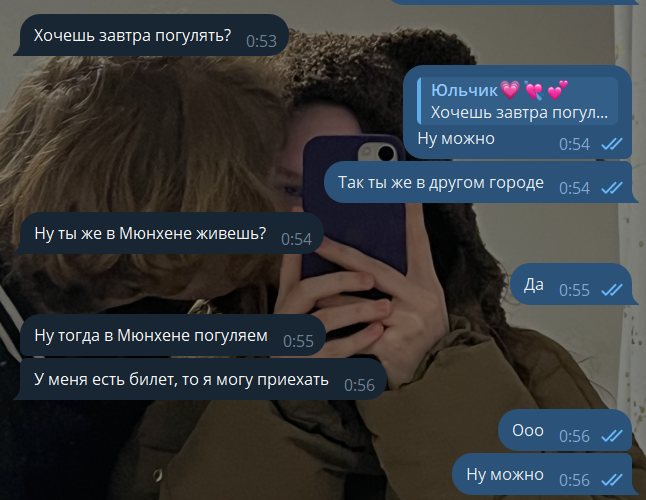 Хочешь завтра погулять? 0:53
Юльчик💗 💘 💕
Хочешь завтра погул...
Ну можно 0:54
Так ты же в другом городе 0:54
Ну ты же в Мюнхене живешь? 0:54
Да 0:55
Ну тогда в Мюнхене погуляем 0:55
У меня есть билет, то я могу приехать 0:56
Ооо 0:56
Ну можно 0:56